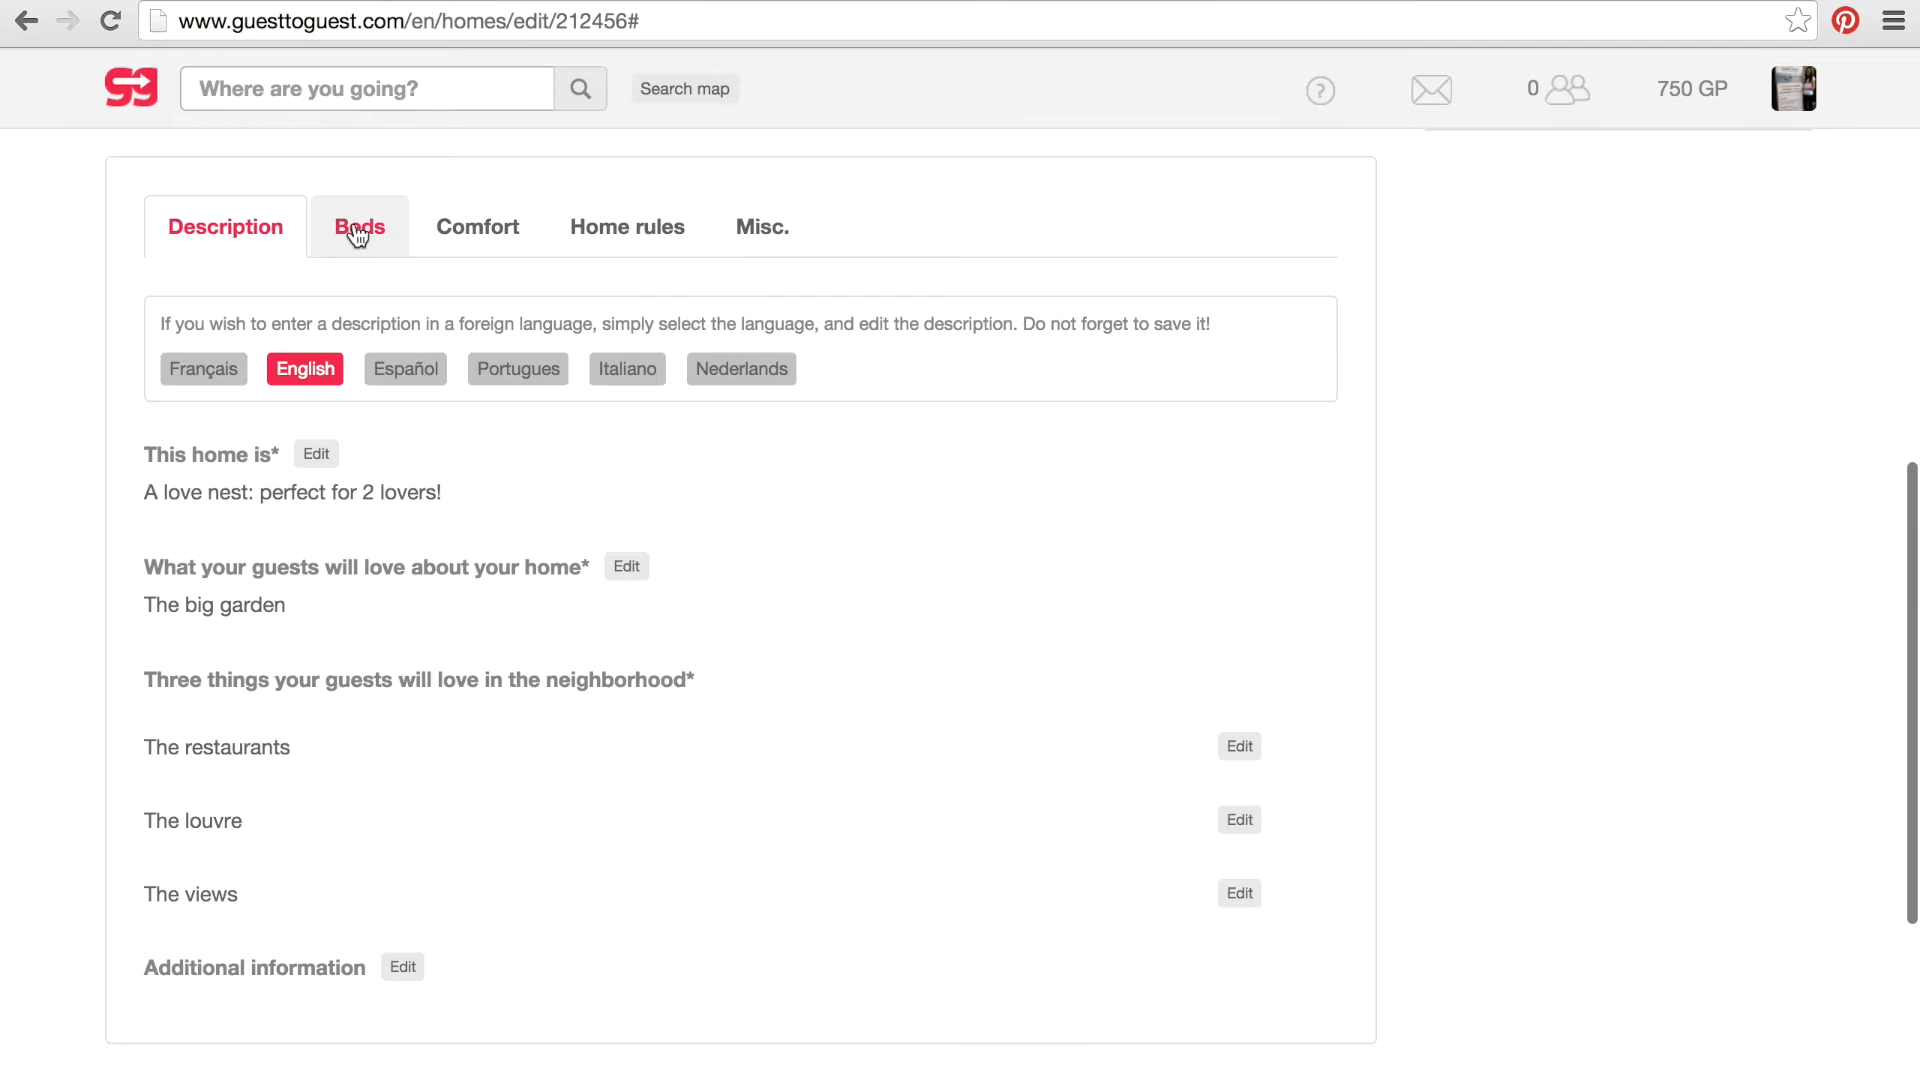 www.guesttoguest.com/en/homes/edit/212456#
Where are you going?
Search map
?
0
750 GP
Description
Beds
Comfort
Home rules
Misc.
If you wish to enter a description in a foreign language, simply select the language, and edit the description. Do not forget to save it!
Français
English
Español
Portugues
Italiano
Nederlands
This home is*
Edit
A love nest: perfect for 2 lovers!
What your guests will love about your home*
Edit
The big garden
Three things your guests will love in the neighborhood*
The restaurants
Edit
The louvre
Edit
The views
Edit
Additional information
Edit